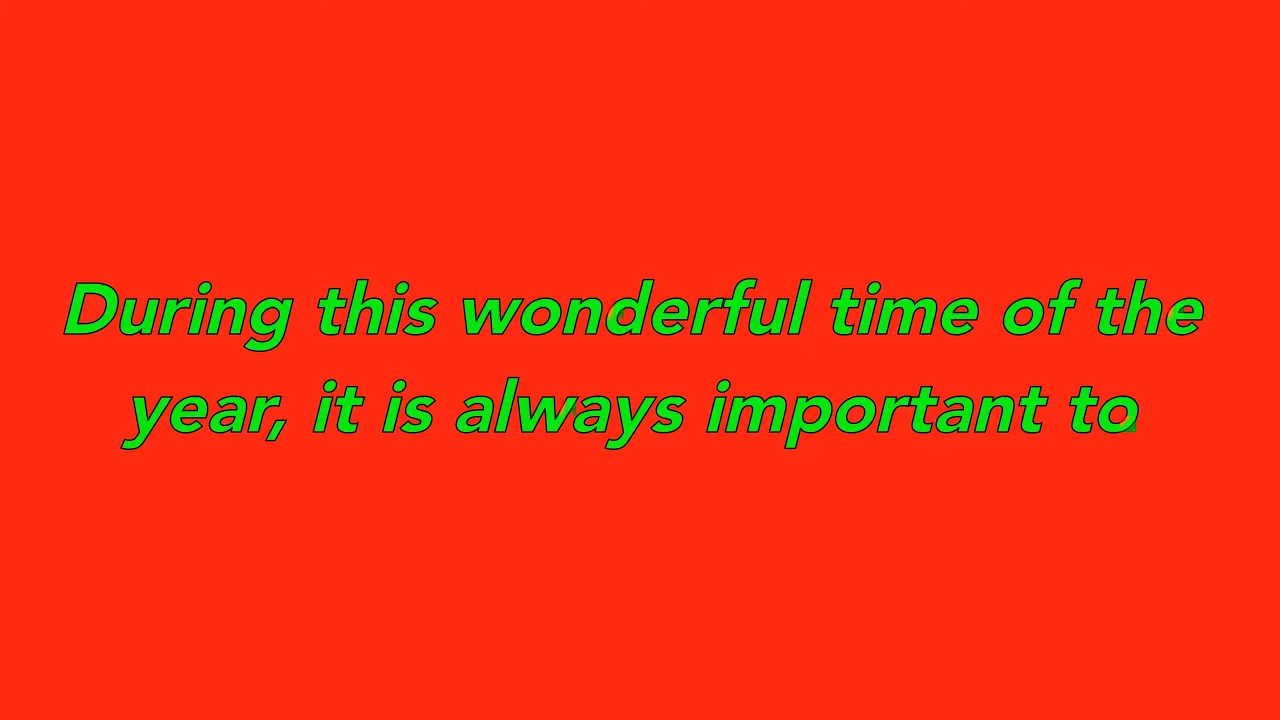 During this wonderful time of the
year, it is always important to